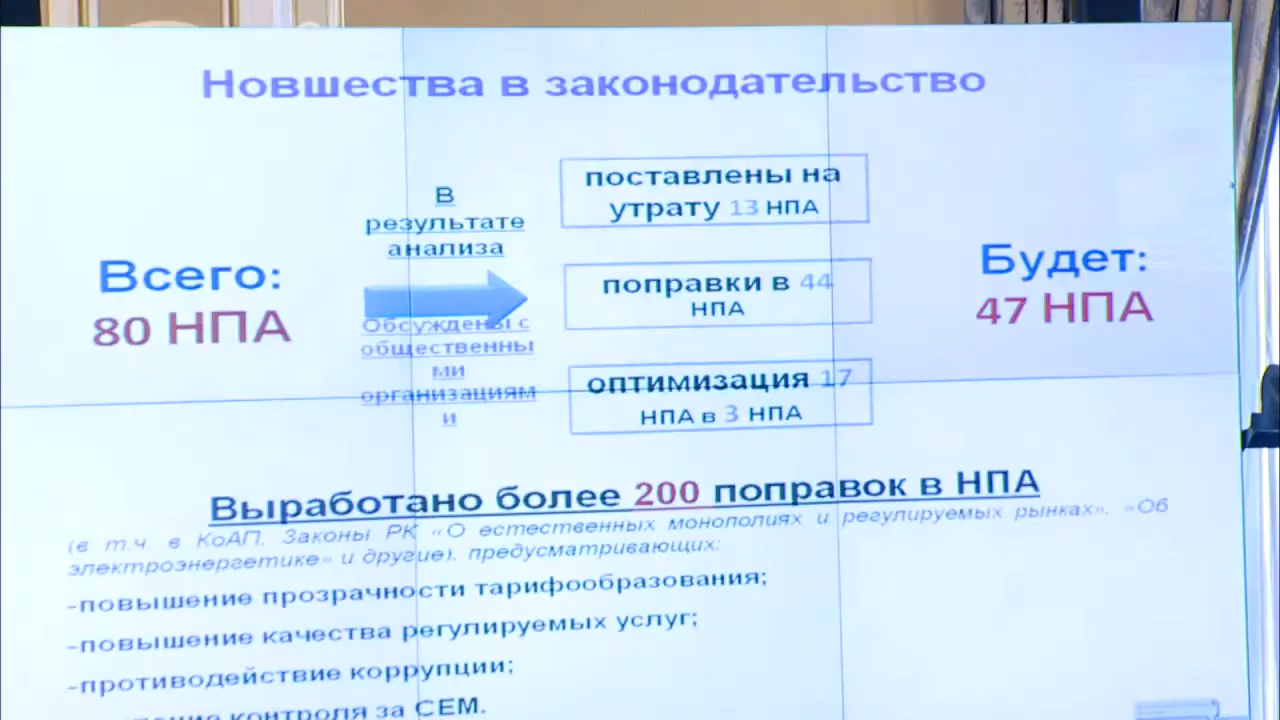 Новшества в законодательство
Всего:
80 НПА
В
результате
анализа
Обсуждены с
общественны
ми
организациям
и
поставлены на
утрату 13 НПА
поправки в 44
НПА
оптимизация 17
НПА в 3 НПА
Будет:
47 НПА
Выработано более 200 поправок в НПА
(в т.ч. в КоАП, Законы РК «О естественных монополиях и регулируемых рынках», «Об
электроэнергетике» и другие), предусматривающих:
-повышение прозрачности тарифообразования;
-повышение качества регулируемых услуг;
-противодействие коррупции;
контроля за СЕМ.